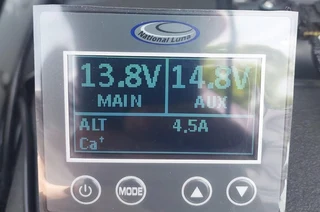 National Luna
13.8V 14.8V
MAIN AUX
ALT 4.5A
Ca⁺
MODE